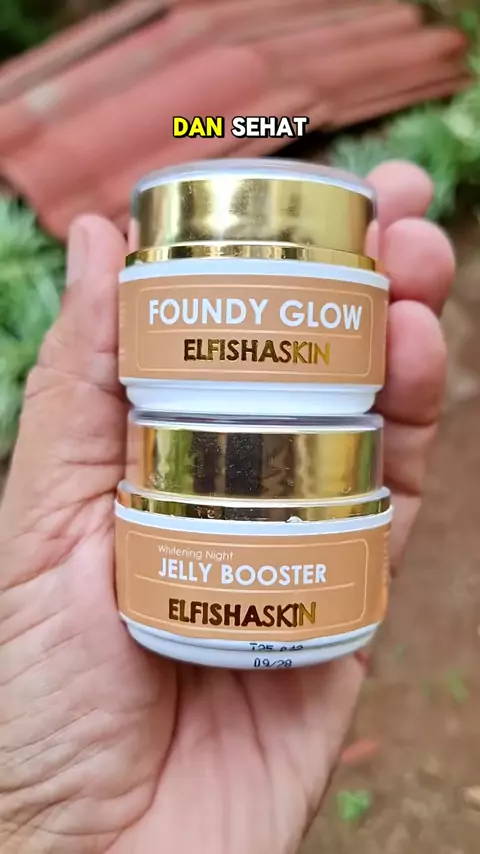 DAN SEHAT
FOUNDY GLOW
ELFISHASKIN
Whitening Night
JELLY BOOSTER
ELFISHASKIN
09/28